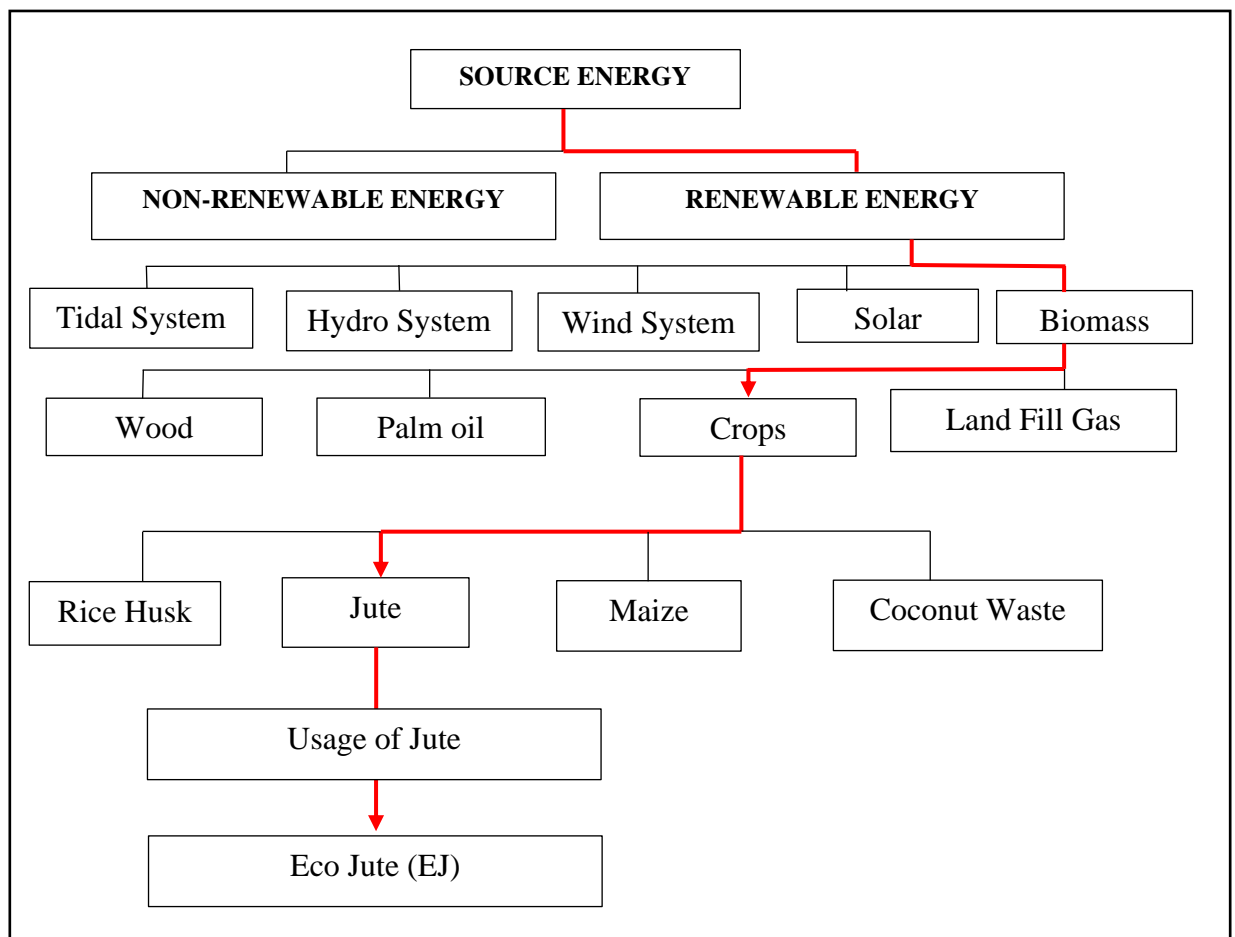 SOURCE ENERGY
NON-RENEWABLE ENERGY
RENEWABLE ENERGY
Tidal System
Hydro System
Wind System
Solar
Biomass
Wood
Palm oil
Crops
Land Fill Gas
Rice Husk
Jute
Maize
Coconut Waste
Usage of Jute
Eco Jute (EJ)